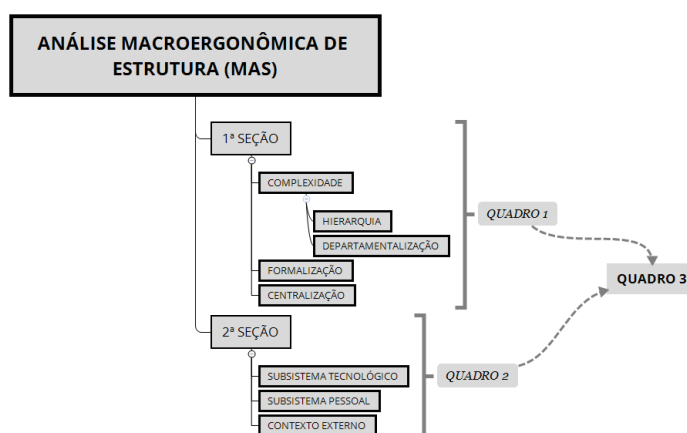 ANÁLISE MACROERGONÔMICA DE
ESTRUTURA (MAS)
1ª SEÇÃO
COMPLEXIDADE
HIERARQUIA
DEPARTAMENTALIZAÇÃO
FORMALIZAÇÃO
CENTRALIZAÇÃO
QUADRO 1
QUADRO 3
2ª SEÇÃO
SUBSISTEMA TECNOLÓGICO
SUBSISTEMA PESSOAL
CONTEXTO EXTERNO
QUADRO 2